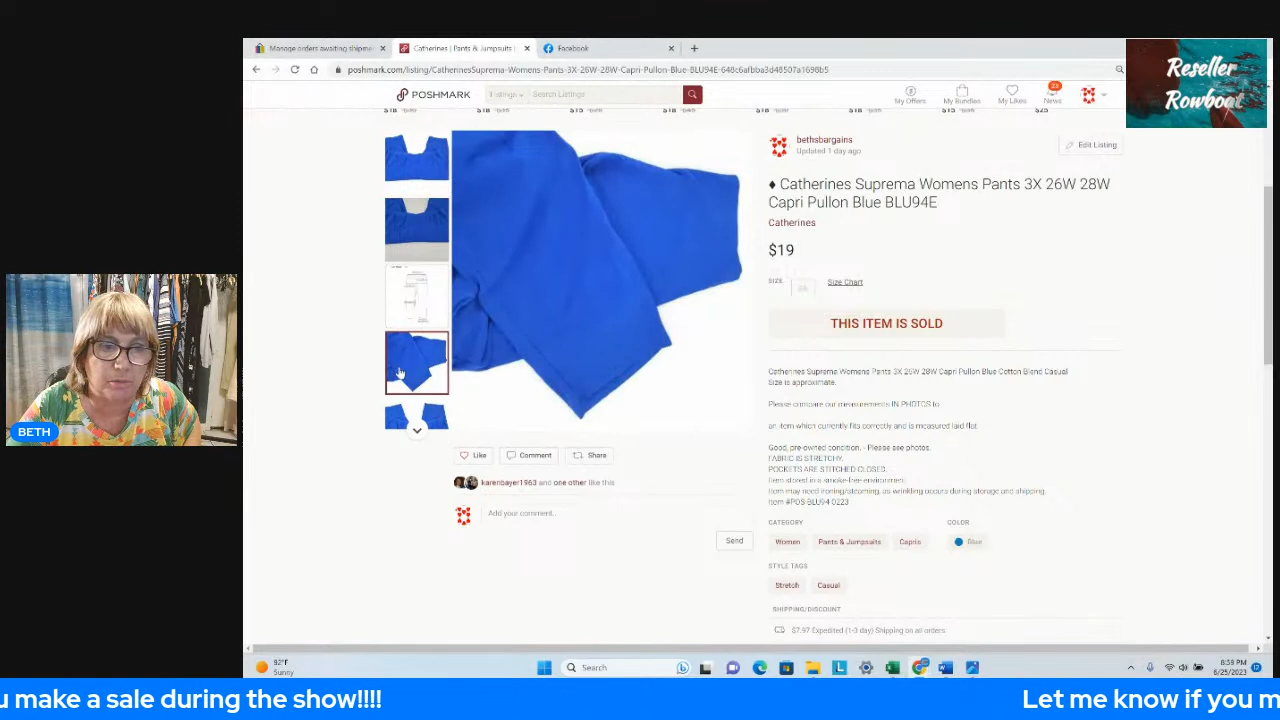 Manage orders awaiting shipme
Catherines | Pants & Jumpsuits |
Facebook
poshmark.com/listing/Catherines-Suprema-Womens-Pants-3X-26W-28W-Capri-Pullon-Blue-BLU94E-648c6afbba3d48507a1698b5
Reseller
Rowboat
POSHMARK
Listings
Search Listings
My Offers
My Bundles
My Likes
23
News
bethsbargains
Updated 1 day ago
Edit Listing
♦ Catherines Suprema Womens Pants 3X 26W 28W
Capri Pullon Blue BLU94E
Catherines
$19
SIZE
Size Chart
THIS ITEM IS SOLD
Catherines Suprema Womens Pants 3X 26W 28W Capri Pullon Blue Cotton Blend Casual
Size is approximate.
Please compare our measurements IN PHOTOS to
an item which currently fits correctly and is measured laid flat.
Good, pre-owned condition. - Please see photos.
FABRIC IS STRETCHY.
POCKETS ARE STITCHED CLOSED.
Item stored in a smoke-free environment
Item may need ironing/steaming, as wrinkling occurs during storage and shipping.
Item #POS-BLU94-0223
Like
Comment
Share
karenbayer1963 and one other like this
Add your comment...
Send
CATEGORY
COLOR
Women
Pants & Jumpsuits
Capris
Blue
STYLE TAGS
Stretch
Casual
SHIPPING/DISCOUNT
$7.97 Expedited (1-3 day) Shipping on all orders
BETH
92°F
Sunny
Search
8:59 PM
6/25/2023
u make a sale during the show!!!!
Let me know if you m